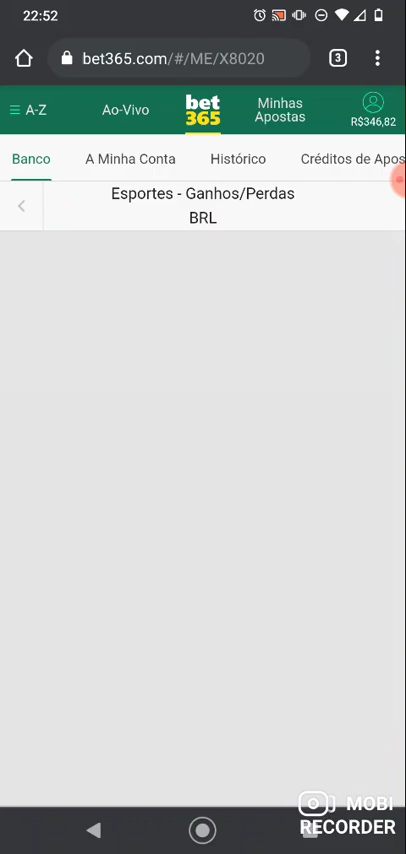 22:52
bet365.com/#/ME/X8020
3
A-Z
Ao-Vivo
bet
365
Minhas
Apostas
R$346,82
Banco
A Minha Conta
Histórico
Créditos de Apos
Esportes - Ganhos/Perdas
BRL
MOBI
RECORDER